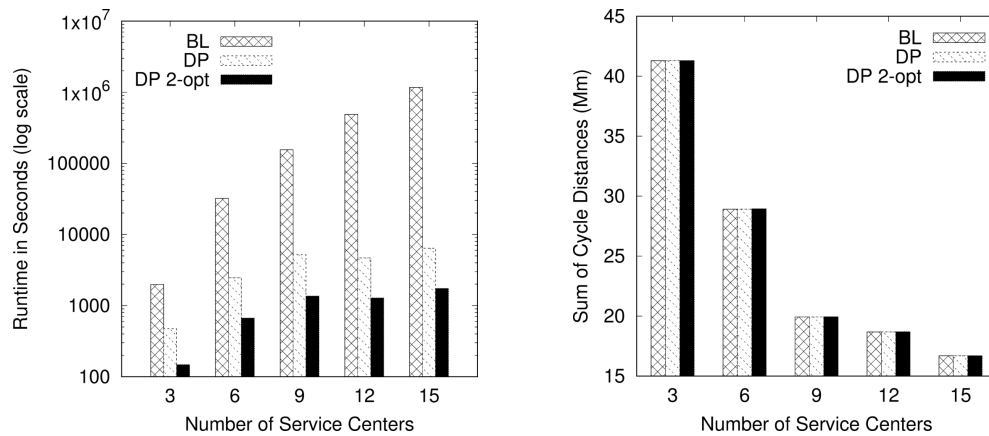 1x10^7
1x10^6
100000
10000
1000
100
Runtime in Seconds (log scale)
BL
DP
DP 2-opt
3 6 9 12 15
Number of Service Centers
45
40
35
30
25
20
15
Sum of Cycle Distances (Mm)
BL
DP
DP 2-opt
3 6 9 12 15
Number of Service Centers